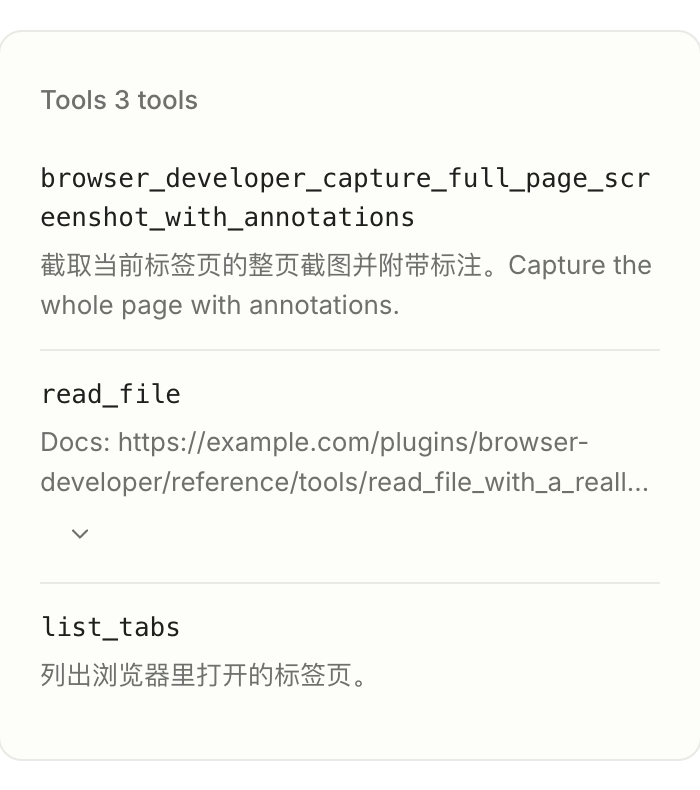 Tools 3 tools
browser_developer_capture_full_page_scr
eenshot_with_annotations
截取当前标签页的整页截图并附带标注。Capture the
whole page with annotations.
read_file
Docs: https://example.com/plugins/browser-
developer/reference/tools/read_file_with_a_reall...
list_tabs
列出浏览器里打开的标签页。